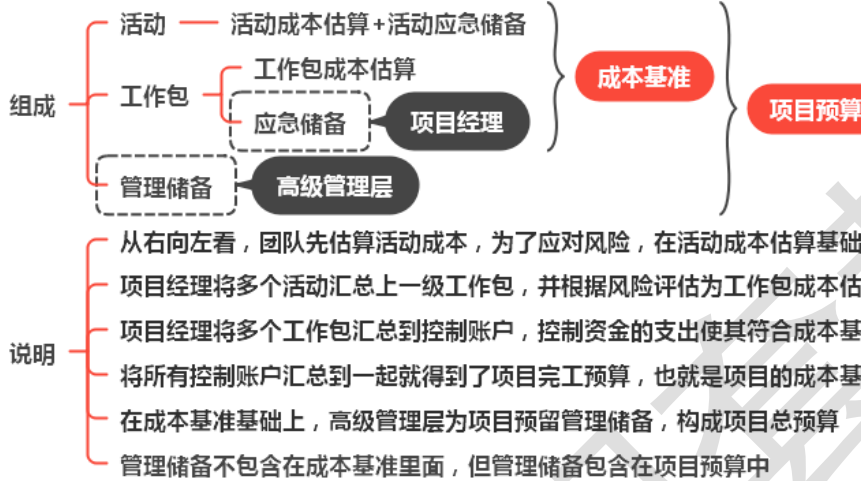 活动 活动成本估算+活动应急储备
工作包成本估算
成本基准
组成 工作包
项目预算
应急储备 项目经理
管理储备 高级管理层
从右向左看，团队先估算活动成本，为了应对风险，在活动成本估算基础
项目经理将多个活动汇总上一级工作包，并根据风险评估为工作包成本估
项目经理将多个工作包汇总到控制账户，控制资金的支出使其符合成本基
说明
将所有控制账户汇总到一起就得到了项目完工预算，也就是项目的成本基
在成本基准基础上，高级管理层为项目预留管理储备，构成项目总预算
管理储备不包含在成本基准里面，但管理储备包含在项目预算中